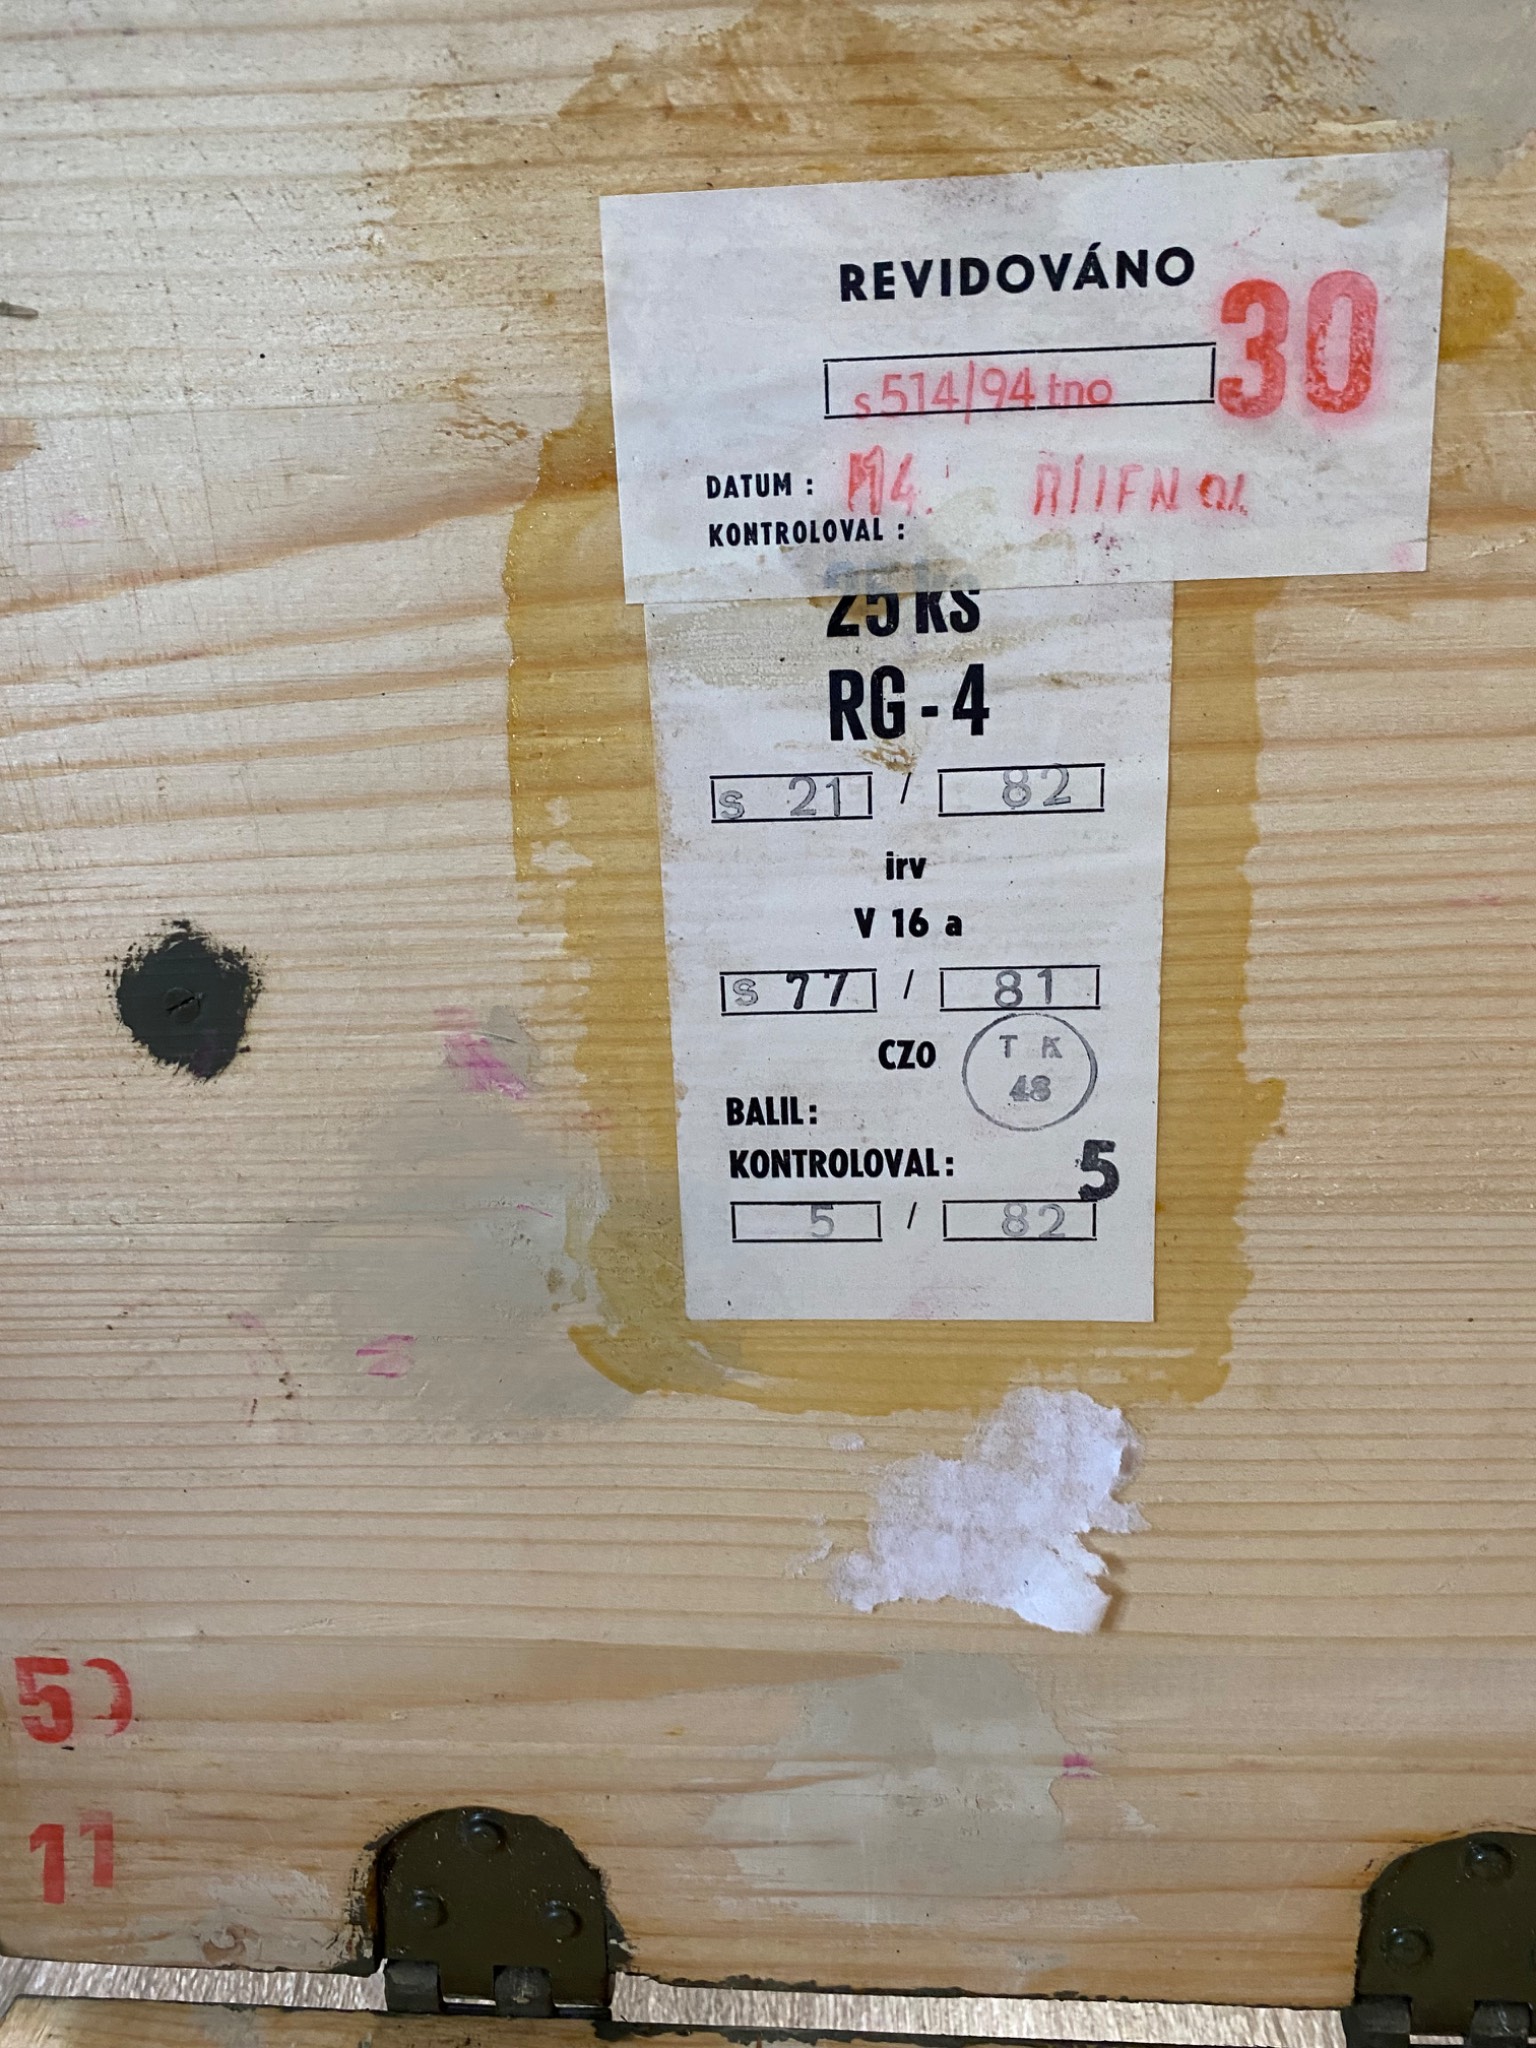 REVIDOVÁNO
30
s514/94 tno
DATUM :
KONTROLOVAL :
25 KS
RG - 4
s 21 / 82
irv
V 16 a
s 77 / 81
CZO
T K
48
BALIL:
KONTROLOVAL:
5
5 / 82
11